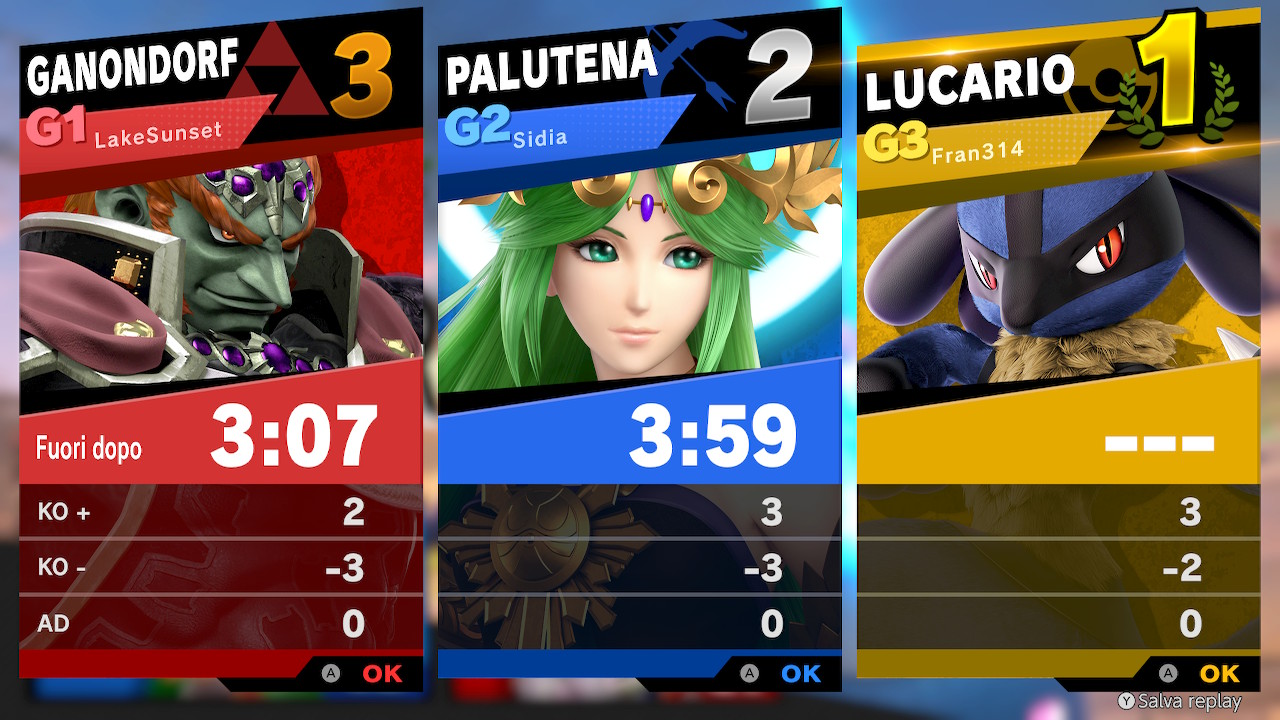 GANONDORF 3
G1 LakeSunset
Fuori dopo 3:07
KO + 2
KO - -3
AD 0
A OK
PALUTENA 2
G2 Sidia
3:59
3
-3
0
A OK
LUCARIO 1
G3 Fran314
---
3
-2
0
A OK
Y Salva replay